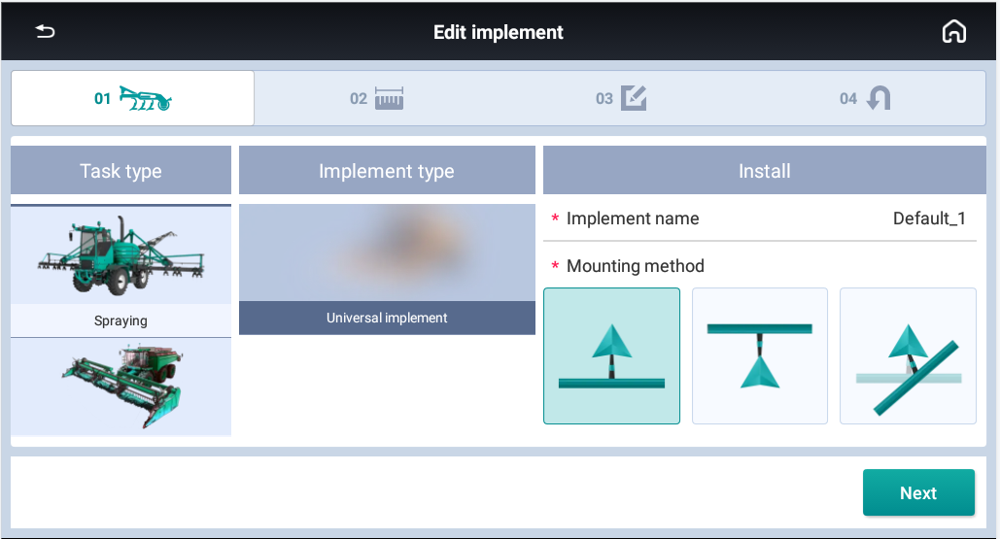 Edit implement
01
02
03
04
Task type
Implement type
Install
Spraying
Universal implement
* Implement name Default_1
* Mounting method
Next